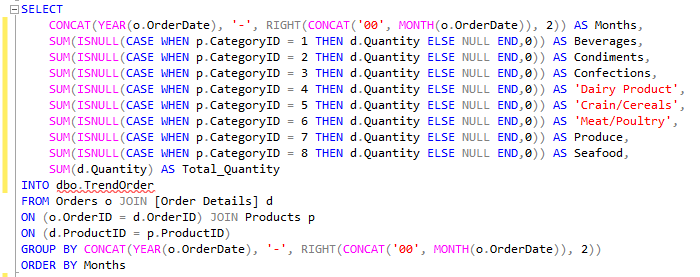 SELECT
CONCAT(YEAR(o.OrderDate), '-', RIGHT(CONCAT('00', MONTH(o.OrderDate)), 2)) AS Months,
SUM(ISNULL(CASE WHEN p.CategoryID = 1 THEN d.Quantity ELSE NULL END,0)) AS Beverages,
SUM(ISNULL(CASE WHEN p.CategoryID = 2 THEN d.Quantity ELSE NULL END,0)) AS Condiments,
SUM(ISNULL(CASE WHEN p.CategoryID = 3 THEN d.Quantity ELSE NULL END,0)) AS Confections,
SUM(ISNULL(CASE WHEN p.CategoryID = 4 THEN d.Quantity ELSE NULL END,0)) AS 'Dairy Product',
SUM(ISNULL(CASE WHEN p.CategoryID = 5 THEN d.Quantity ELSE NULL END,0)) AS 'Crain/Cereals',
SUM(ISNULL(CASE WHEN p.CategoryID = 6 THEN d.Quantity ELSE NULL END,0)) AS 'Meat/Poultry',
SUM(ISNULL(CASE WHEN p.CategoryID = 7 THEN d.Quantity ELSE NULL END,0)) AS Produce,
SUM(ISNULL(CASE WHEN p.CategoryID = 8 THEN d.Quantity ELSE NULL END,0)) AS Seafood,
SUM(d.Quantity) AS Total_Quantity
INTO dbo.TrendOrder
FROM Orders o JOIN [Order Details] d
ON (o.OrderID = d.OrderID) JOIN Products p
ON (d.ProductID = p.ProductID)
GROUP BY CONCAT(YEAR(o.OrderDate), '-', RIGHT(CONCAT('00', MONTH(o.OrderDate)), 2))
ORDER BY Months